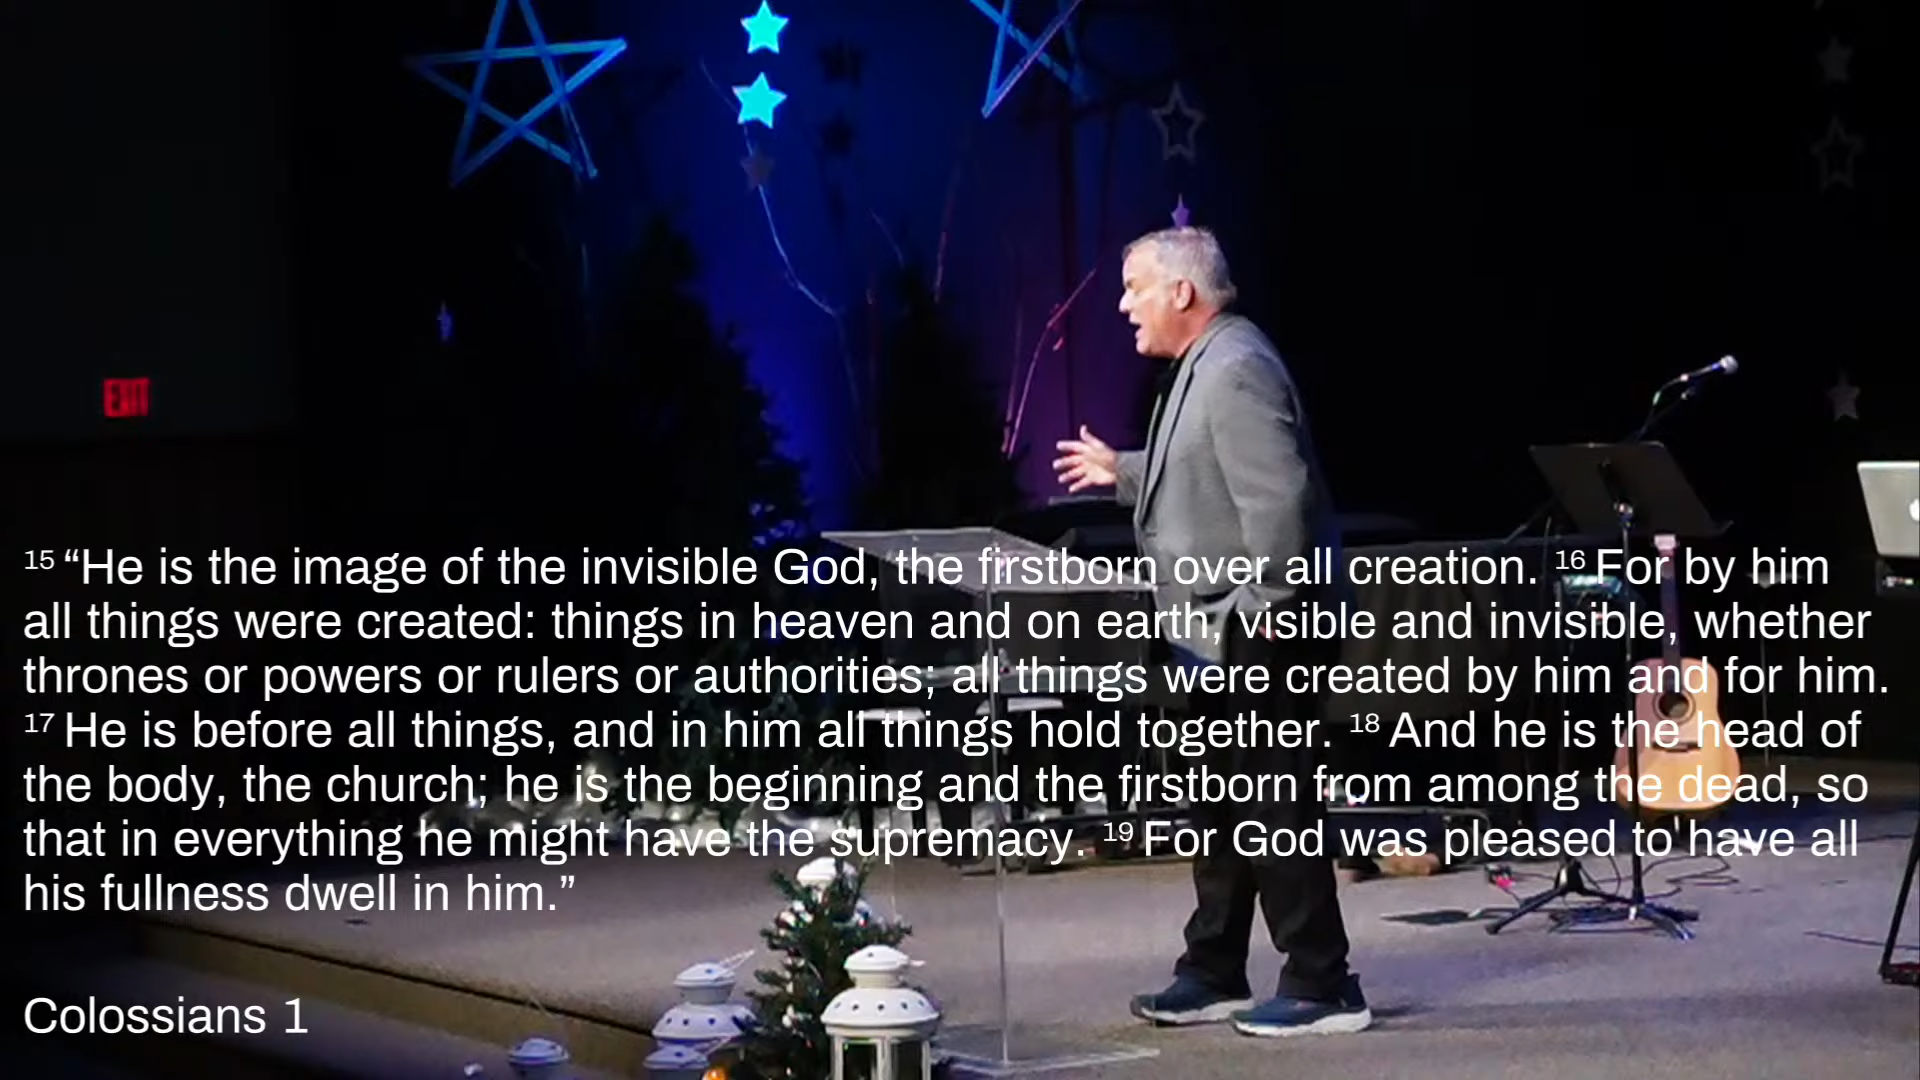 EXIT
15 “He is the image of the invisible God, the firstborn over all creation. 16 For by him
all things were created: things in heaven and on earth, visible and invisible, whether
thrones or powers or rulers or authorities; all things were created by him and for him.
17 He is before all things, and in him all things hold together. 18 And he is the head of
the body, the church; he is the beginning and the firstborn from among the dead, so
that in everything he might have the supremacy. 19 For God was pleased to have all
his fullness dwell in him.”
Colossians 1